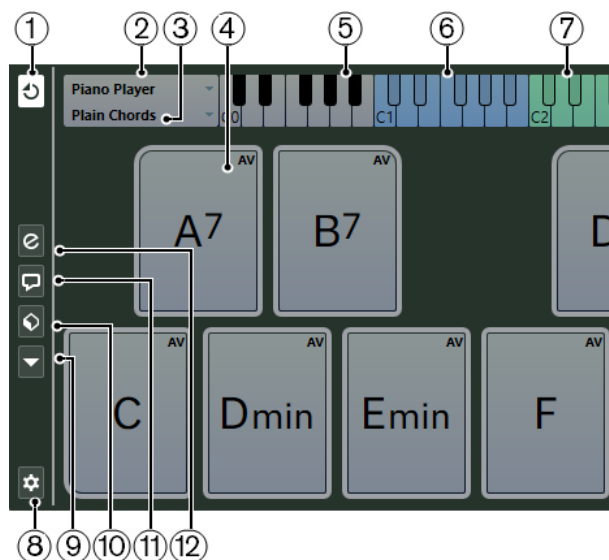 1 2 3 4 5 6 7
Piano Player
Plain Chords
C0 C1 C2
AV AV
A7 B7 D
AV AV AV AV
C Dmin Emin F
8 9 10 11 12